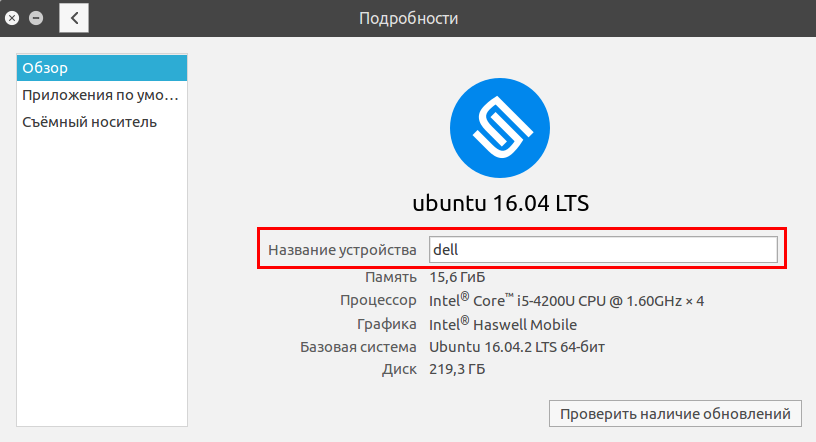 Подробности
Обзор
Приложения по умо...
Съёмный носитель
ubuntu 16.04 LTS
Название устройства dell
Память 15,6 ГиБ
Процессор Intel® Core™ i5-4200U CPU @ 1.60GHz × 4
Графика Intel® Haswell Mobile
Базовая система Ubuntu 16.04.2 LTS 64-бит
Диск 219,3 ГБ
Проверить наличие обновлений